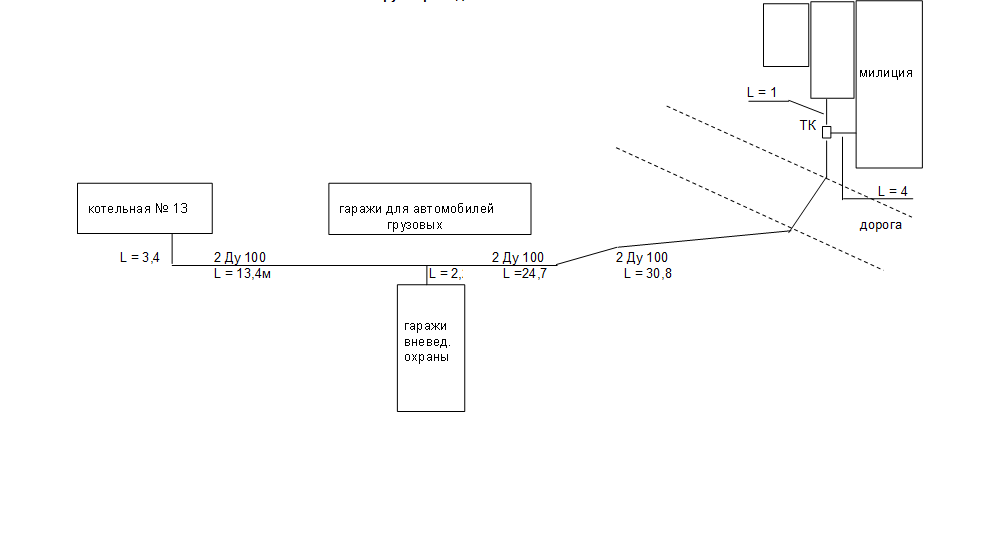 милиция
L = 1
ТК
L = 4
дорога
котельная № 13
гаражи для автомобилей
грузовых
L = 3,4
2 Ду 100
L = 13,4м
L = 2,
2 Ду 100
L =24,7
2 Ду 100
L = 30,8
гаражи
вневед.
охраны